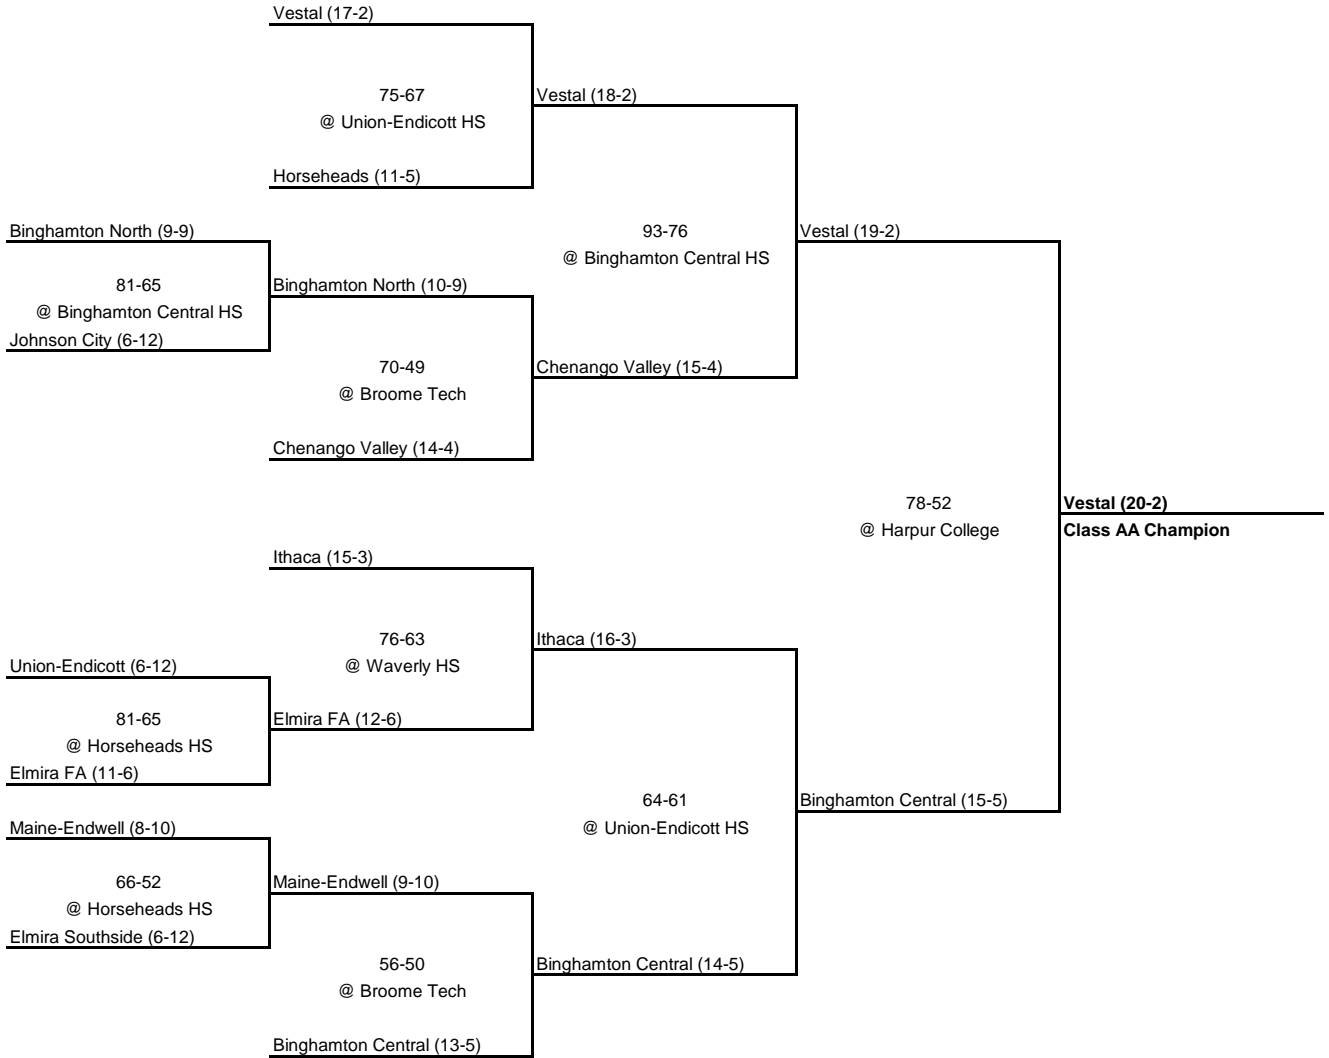 Vestal (17-2)
75-67
@ Union-Endicott HS
Vestal (18-2)
Horseheads (11-5)
Binghamton North (9-9)
93-76
@ Binghamton Central HS
Vestal (19-2)
81-65
@ Binghamton Central HS
Binghamton North (10-9)
Johnson City (6-12)
70-49
@ Broome Tech
Chenango Valley (15-4)
Chenango Valley (14-4)
78-52
@ Harpur College
Vestal (20-2)
Class AA Champion
Ithaca (15-3)
76-63
@ Waverly HS
Ithaca (16-3)
Union-Endicott (6-12)
81-65
@ Horseheads HS
Elmira FA (12-6)
Elmira FA (11-6)
64-61
@ Union-Endicott HS
Binghamton Central (15-5)
Maine-Endwell (8-10)
66-52
@ Horseheads HS
Maine-Endwell (9-10)
Elmira Southside (6-12)
56-50
@ Broome Tech
Binghamton Central (14-5)
Binghamton Central (13-5)